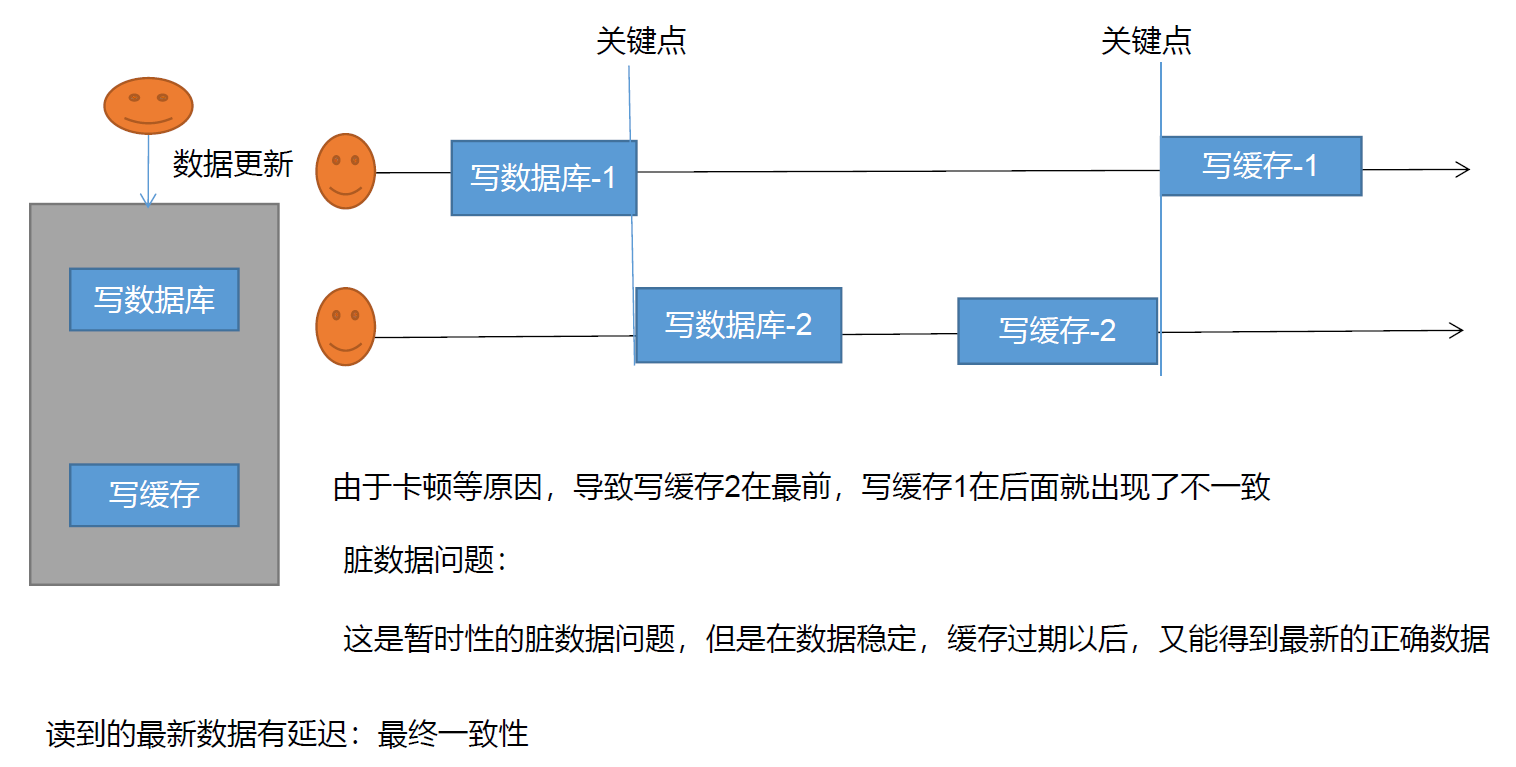 关键点
关键点
数据更新
写数据库-1
写缓存-1
写数据库
写数据库-2
写缓存-2
写缓存
由于卡顿等原因，导致写缓存2在最前，写缓存1在后面就出现了不一致
脏数据问题：
这是暂时性的脏数据问题，但是在数据稳定，缓存过期以后，又能得到最新的正确数据
读到的最新数据有延迟：最终一致性